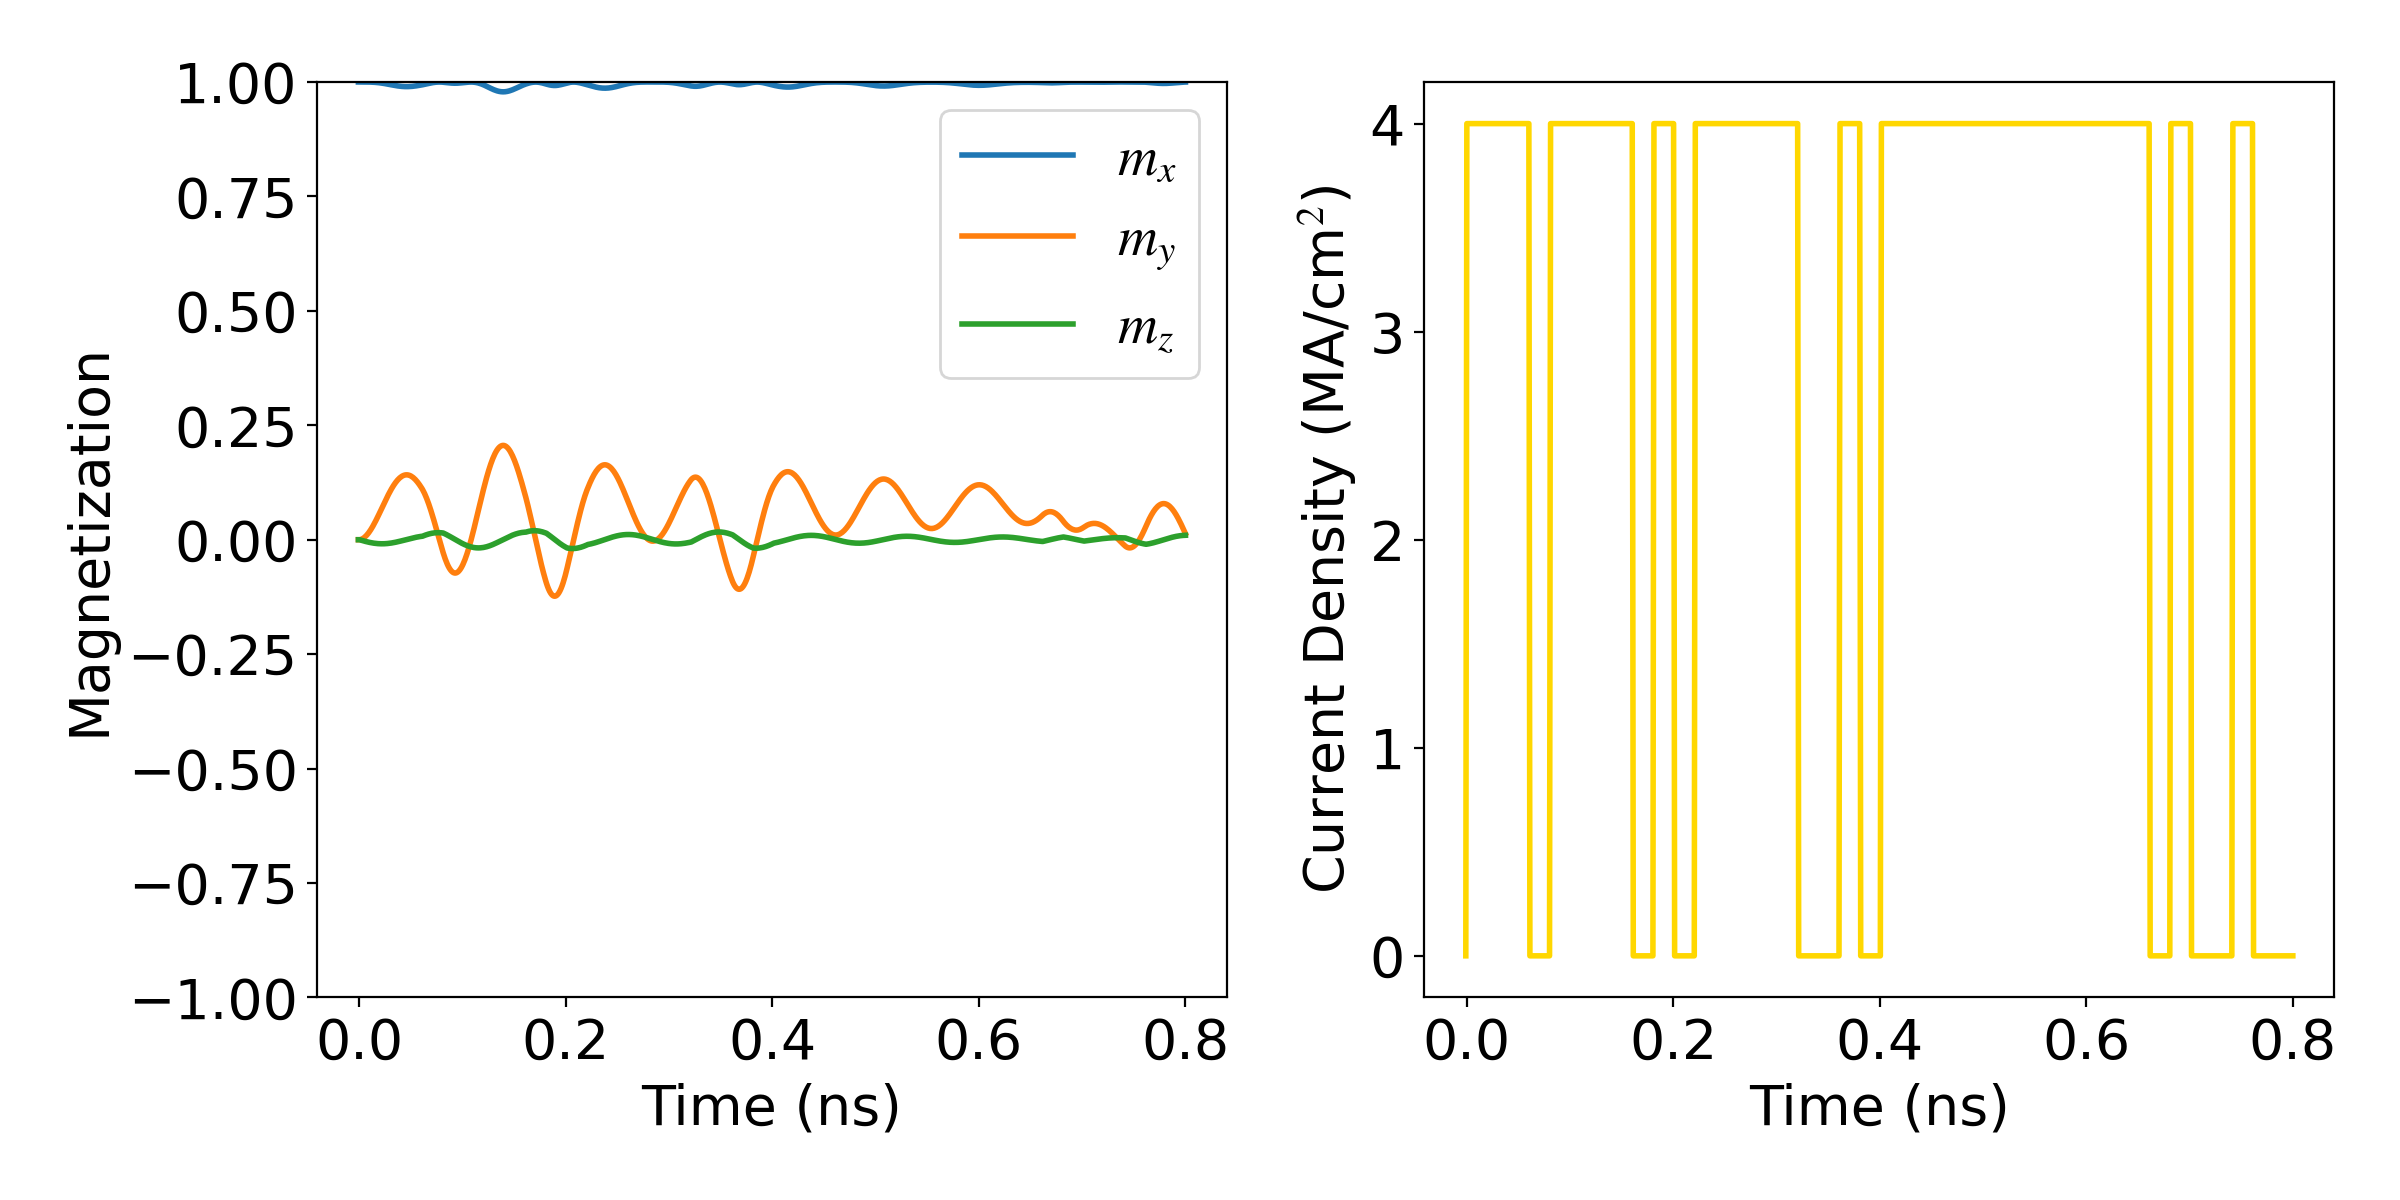 1.00
0.75
0.50
0.25
0.00
−0.25
−0.50
−0.75
−1.00
Magnetization
0.0 0.2 0.4 0.6 0.8
Time (ns)
m_x
m_y
m_z
4
3
2
1
0
Current Density (MA/cm²)
0.0 0.2 0.4 0.6 0.8
Time (ns)